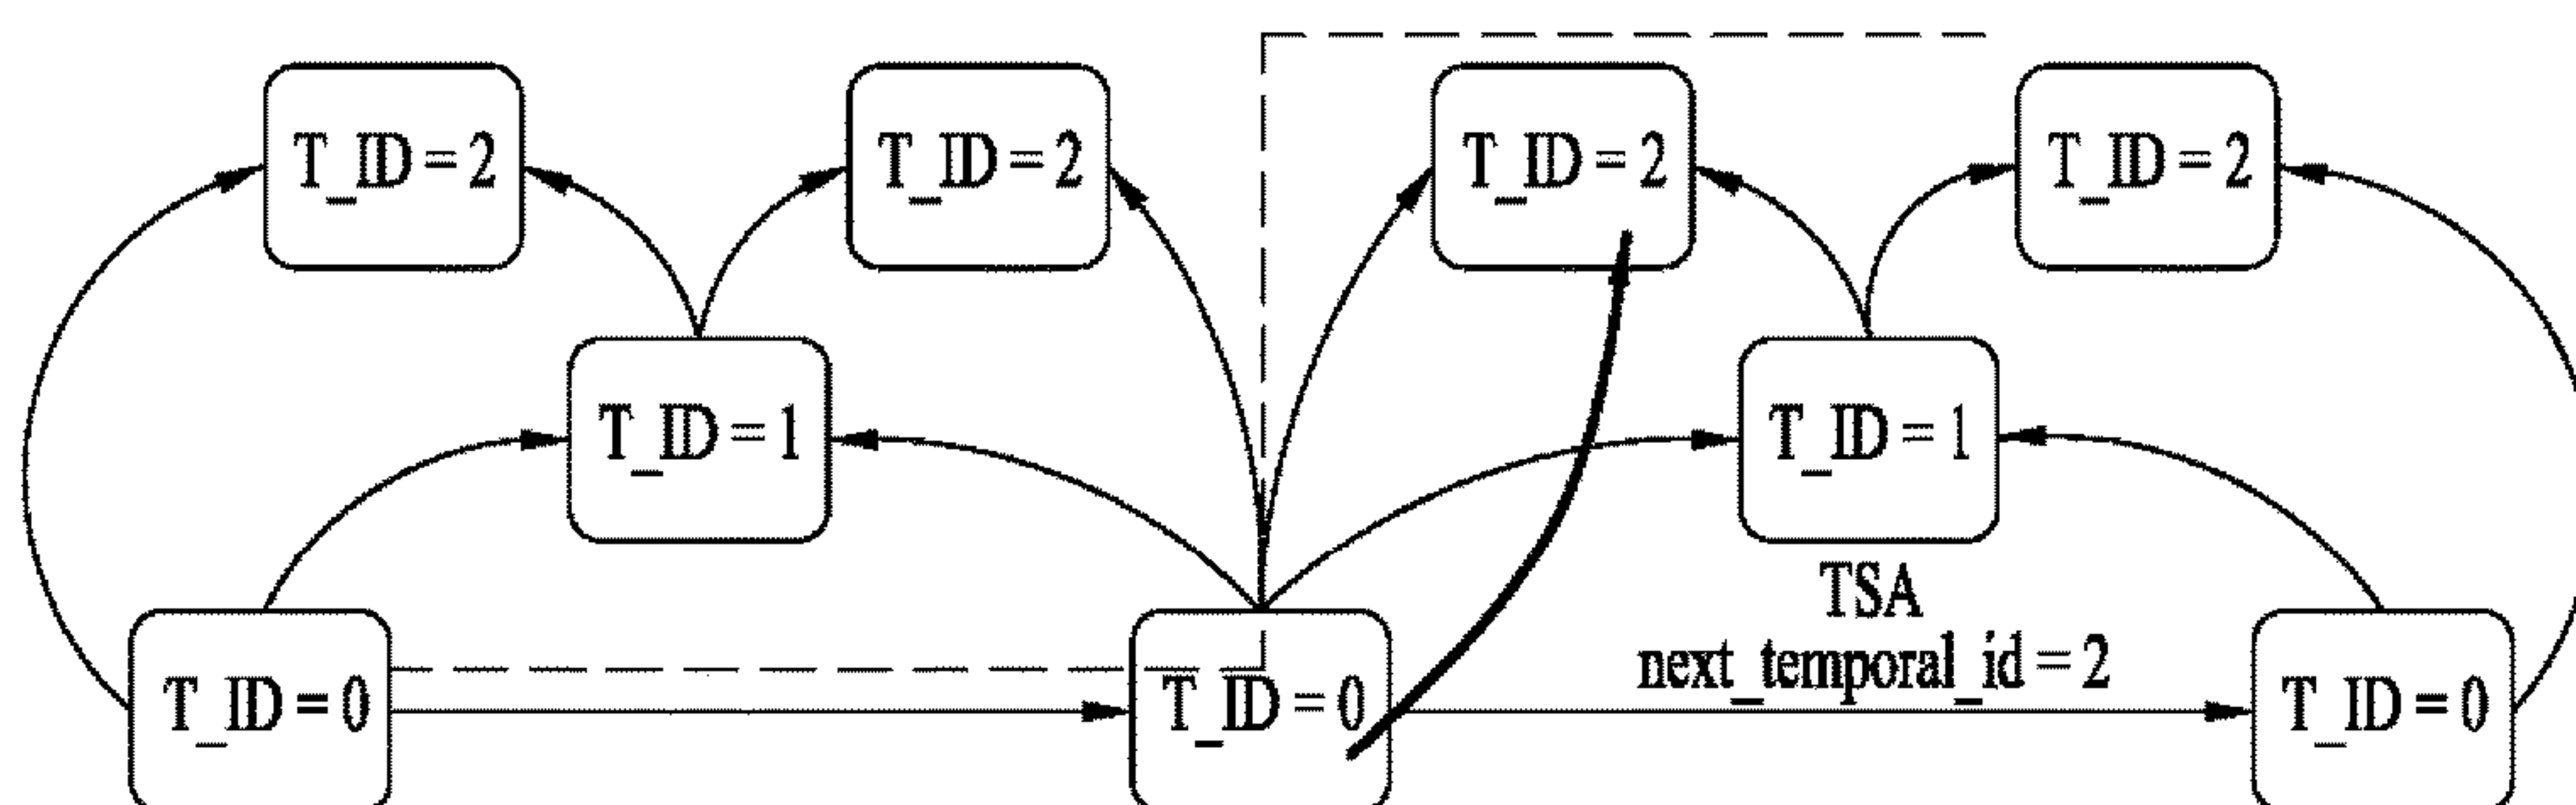 T_ID = 2
T_ID = 2
T_ID = 2
T_ID = 2
T_ID = 1
T_ID = 1
TSA
next_temporal_id = 2
T_ID = 0
T_ID = 0
T_ID = 0